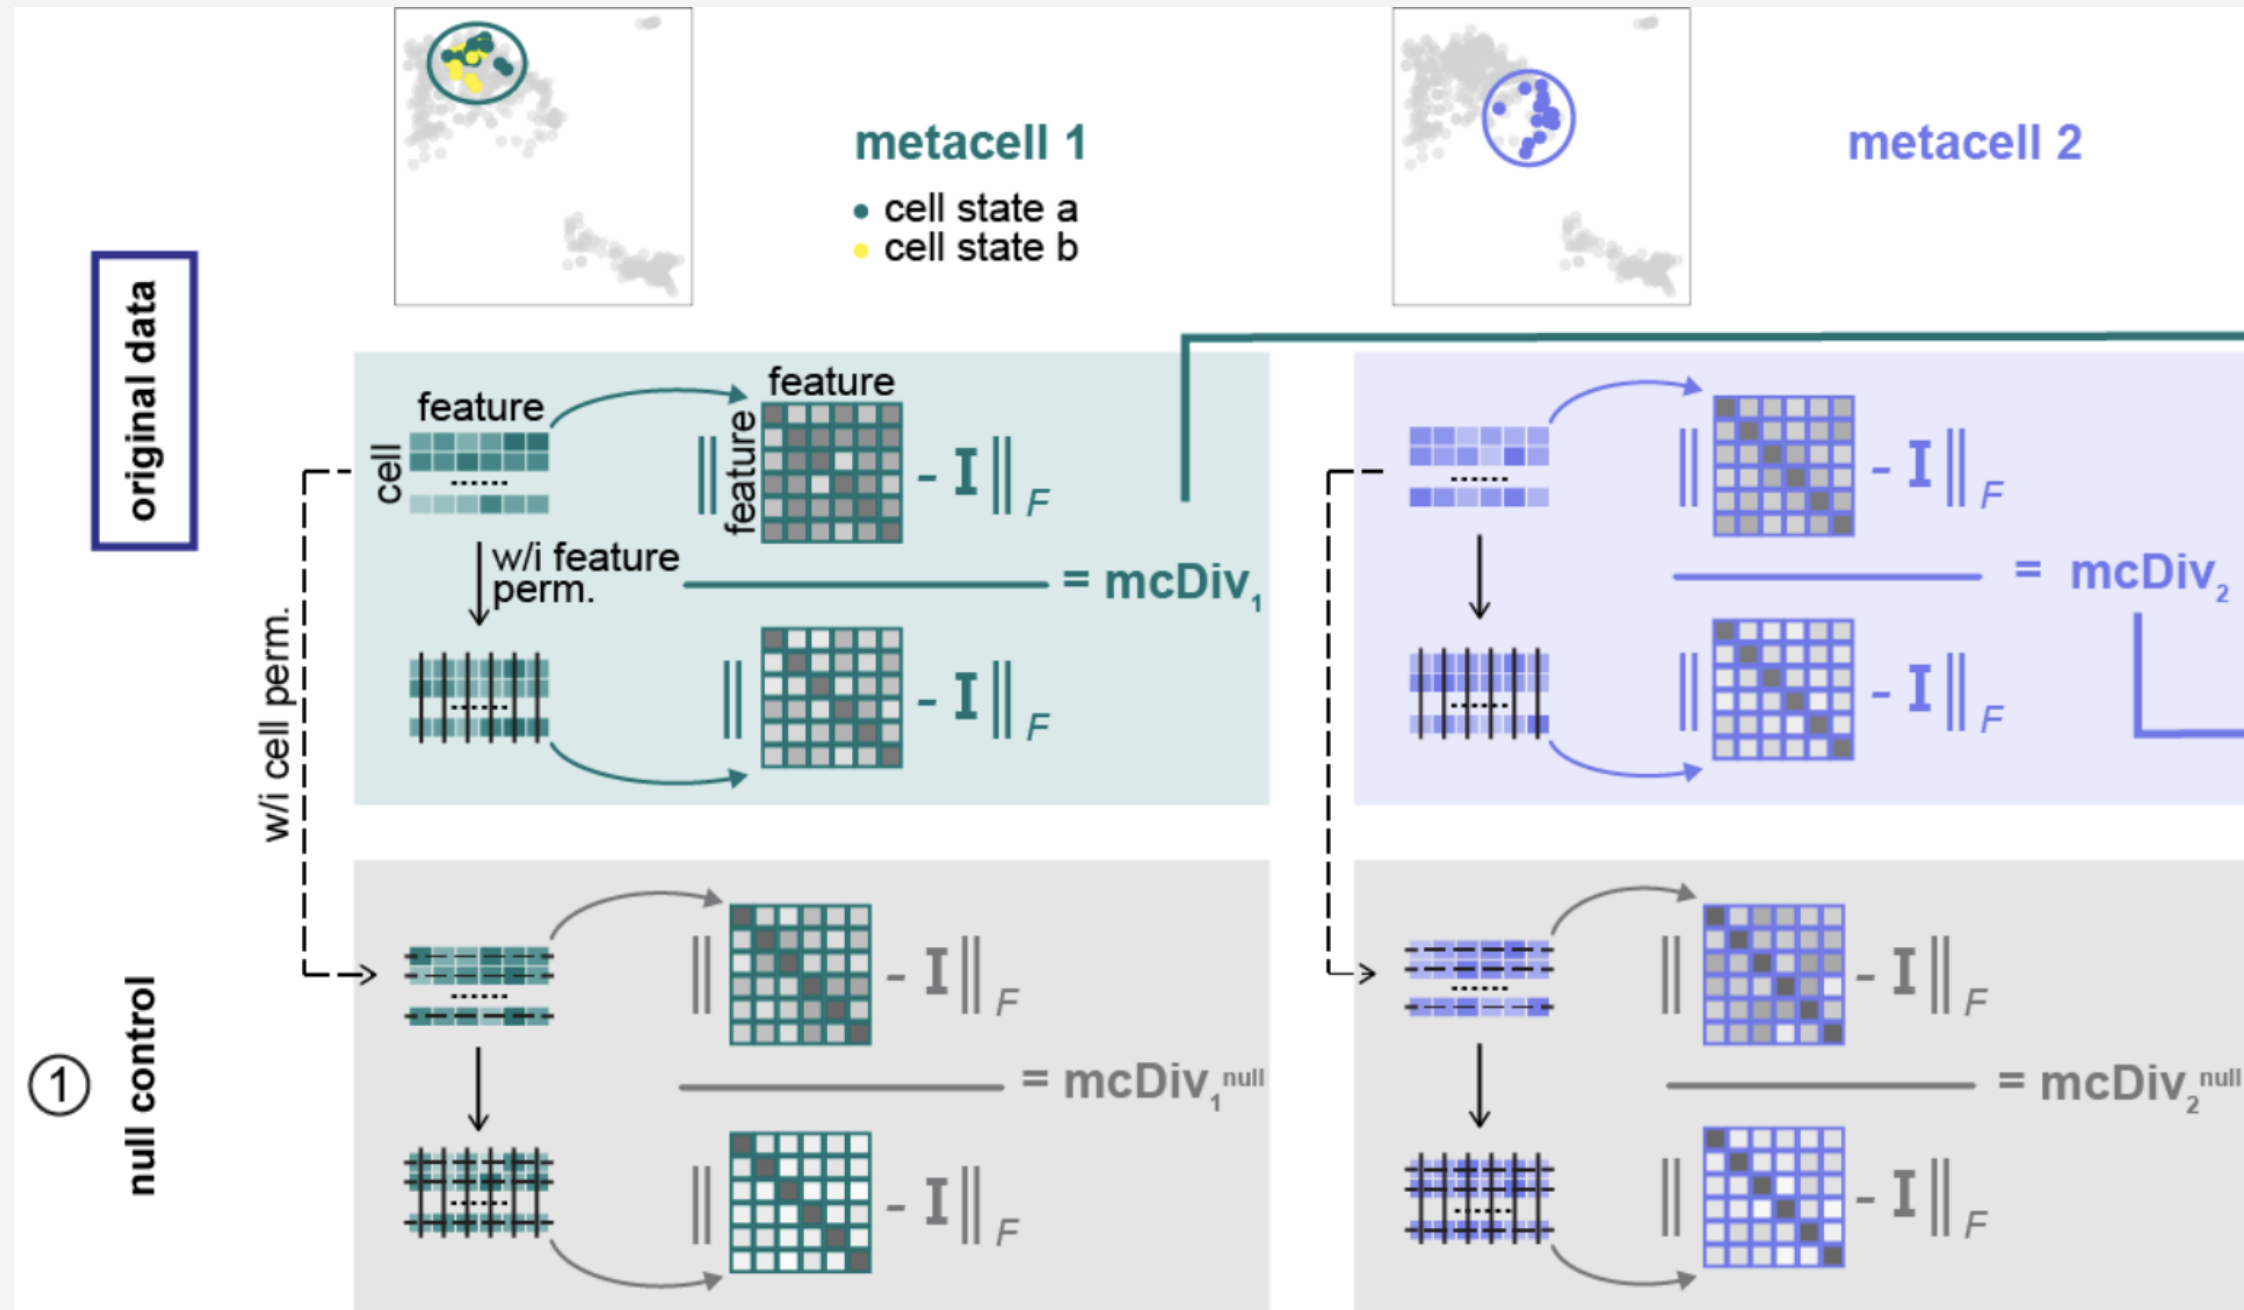 metacell 1
cell state a
cell state b
metacell 2
original data
feature
cell
feature
feature
- I
F
w/i feature
perm.
= mcDiv1
- I
F
- I
F
= mcDiv2
- I
F
w/i cell perm.
1
null control
- I
F
= mcDiv1null
- I
F
- I
F
= mcDiv2null
- I
F